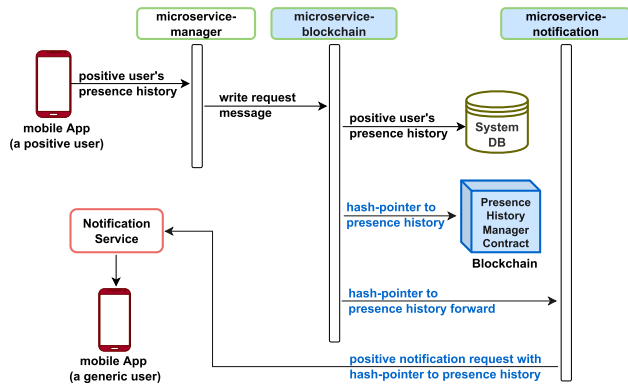 microservice-
manager
microservice-
blockchain
microservice-
notification
positive user's
presence history
mobile App
(a positive user)
write request
message
positive user's
presence history
System
DB
hash-pointer to
presence history
Presence
History
Manager
Contract
Blockchain
Notification
Service
hash-pointer to
presence history forward
mobile App
(a generic user)
positive notification request with
hash-pointer to presence history